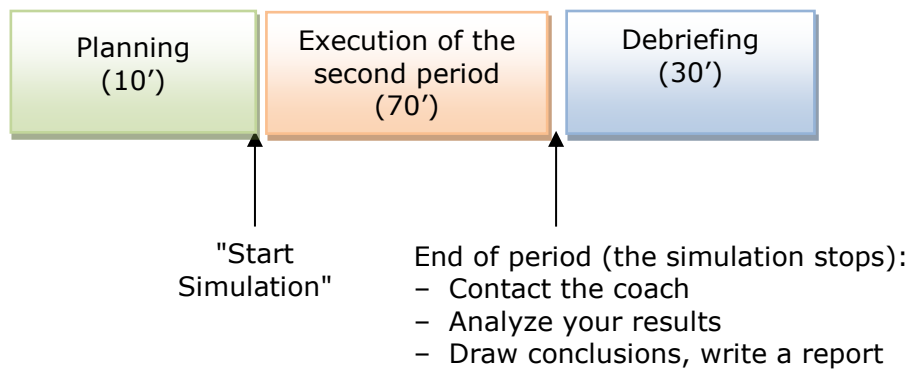 Planning
(10’)
Execution of the
second period
(70’)
Debriefing
(30’)
"Start
Simulation"
End of period (the simulation stops):
– Contact the coach
– Analyze your results
– Draw conclusions, write a report